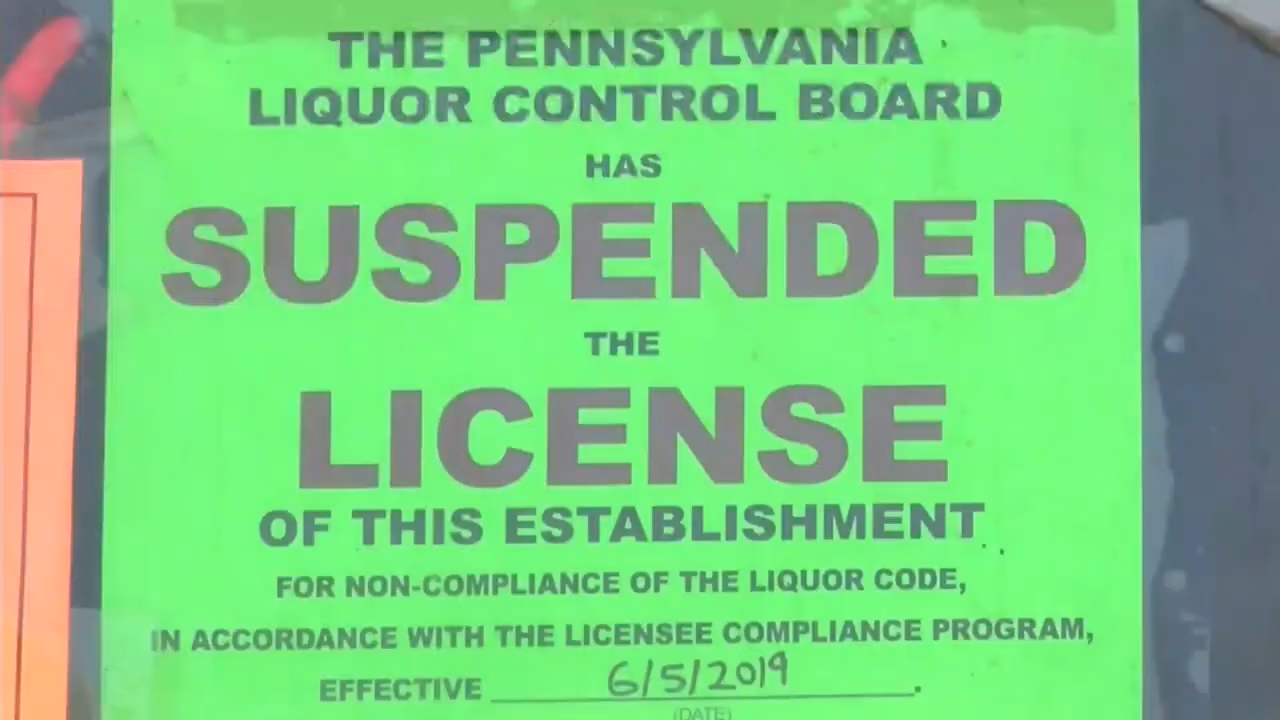 THE PENNSYLVANIA
LIQUOR CONTROL BOARD
HAS
SUSPENDED
THE
LICENSE
OF THIS ESTABLISHMENT
FOR NON-COMPLIANCE OF THE LIQUOR CODE,
IN ACCORDANCE WITH THE LICENSEE COMPLIANCE PROGRAM,
EFFECTIVE 6/5/2019.
(DATE)